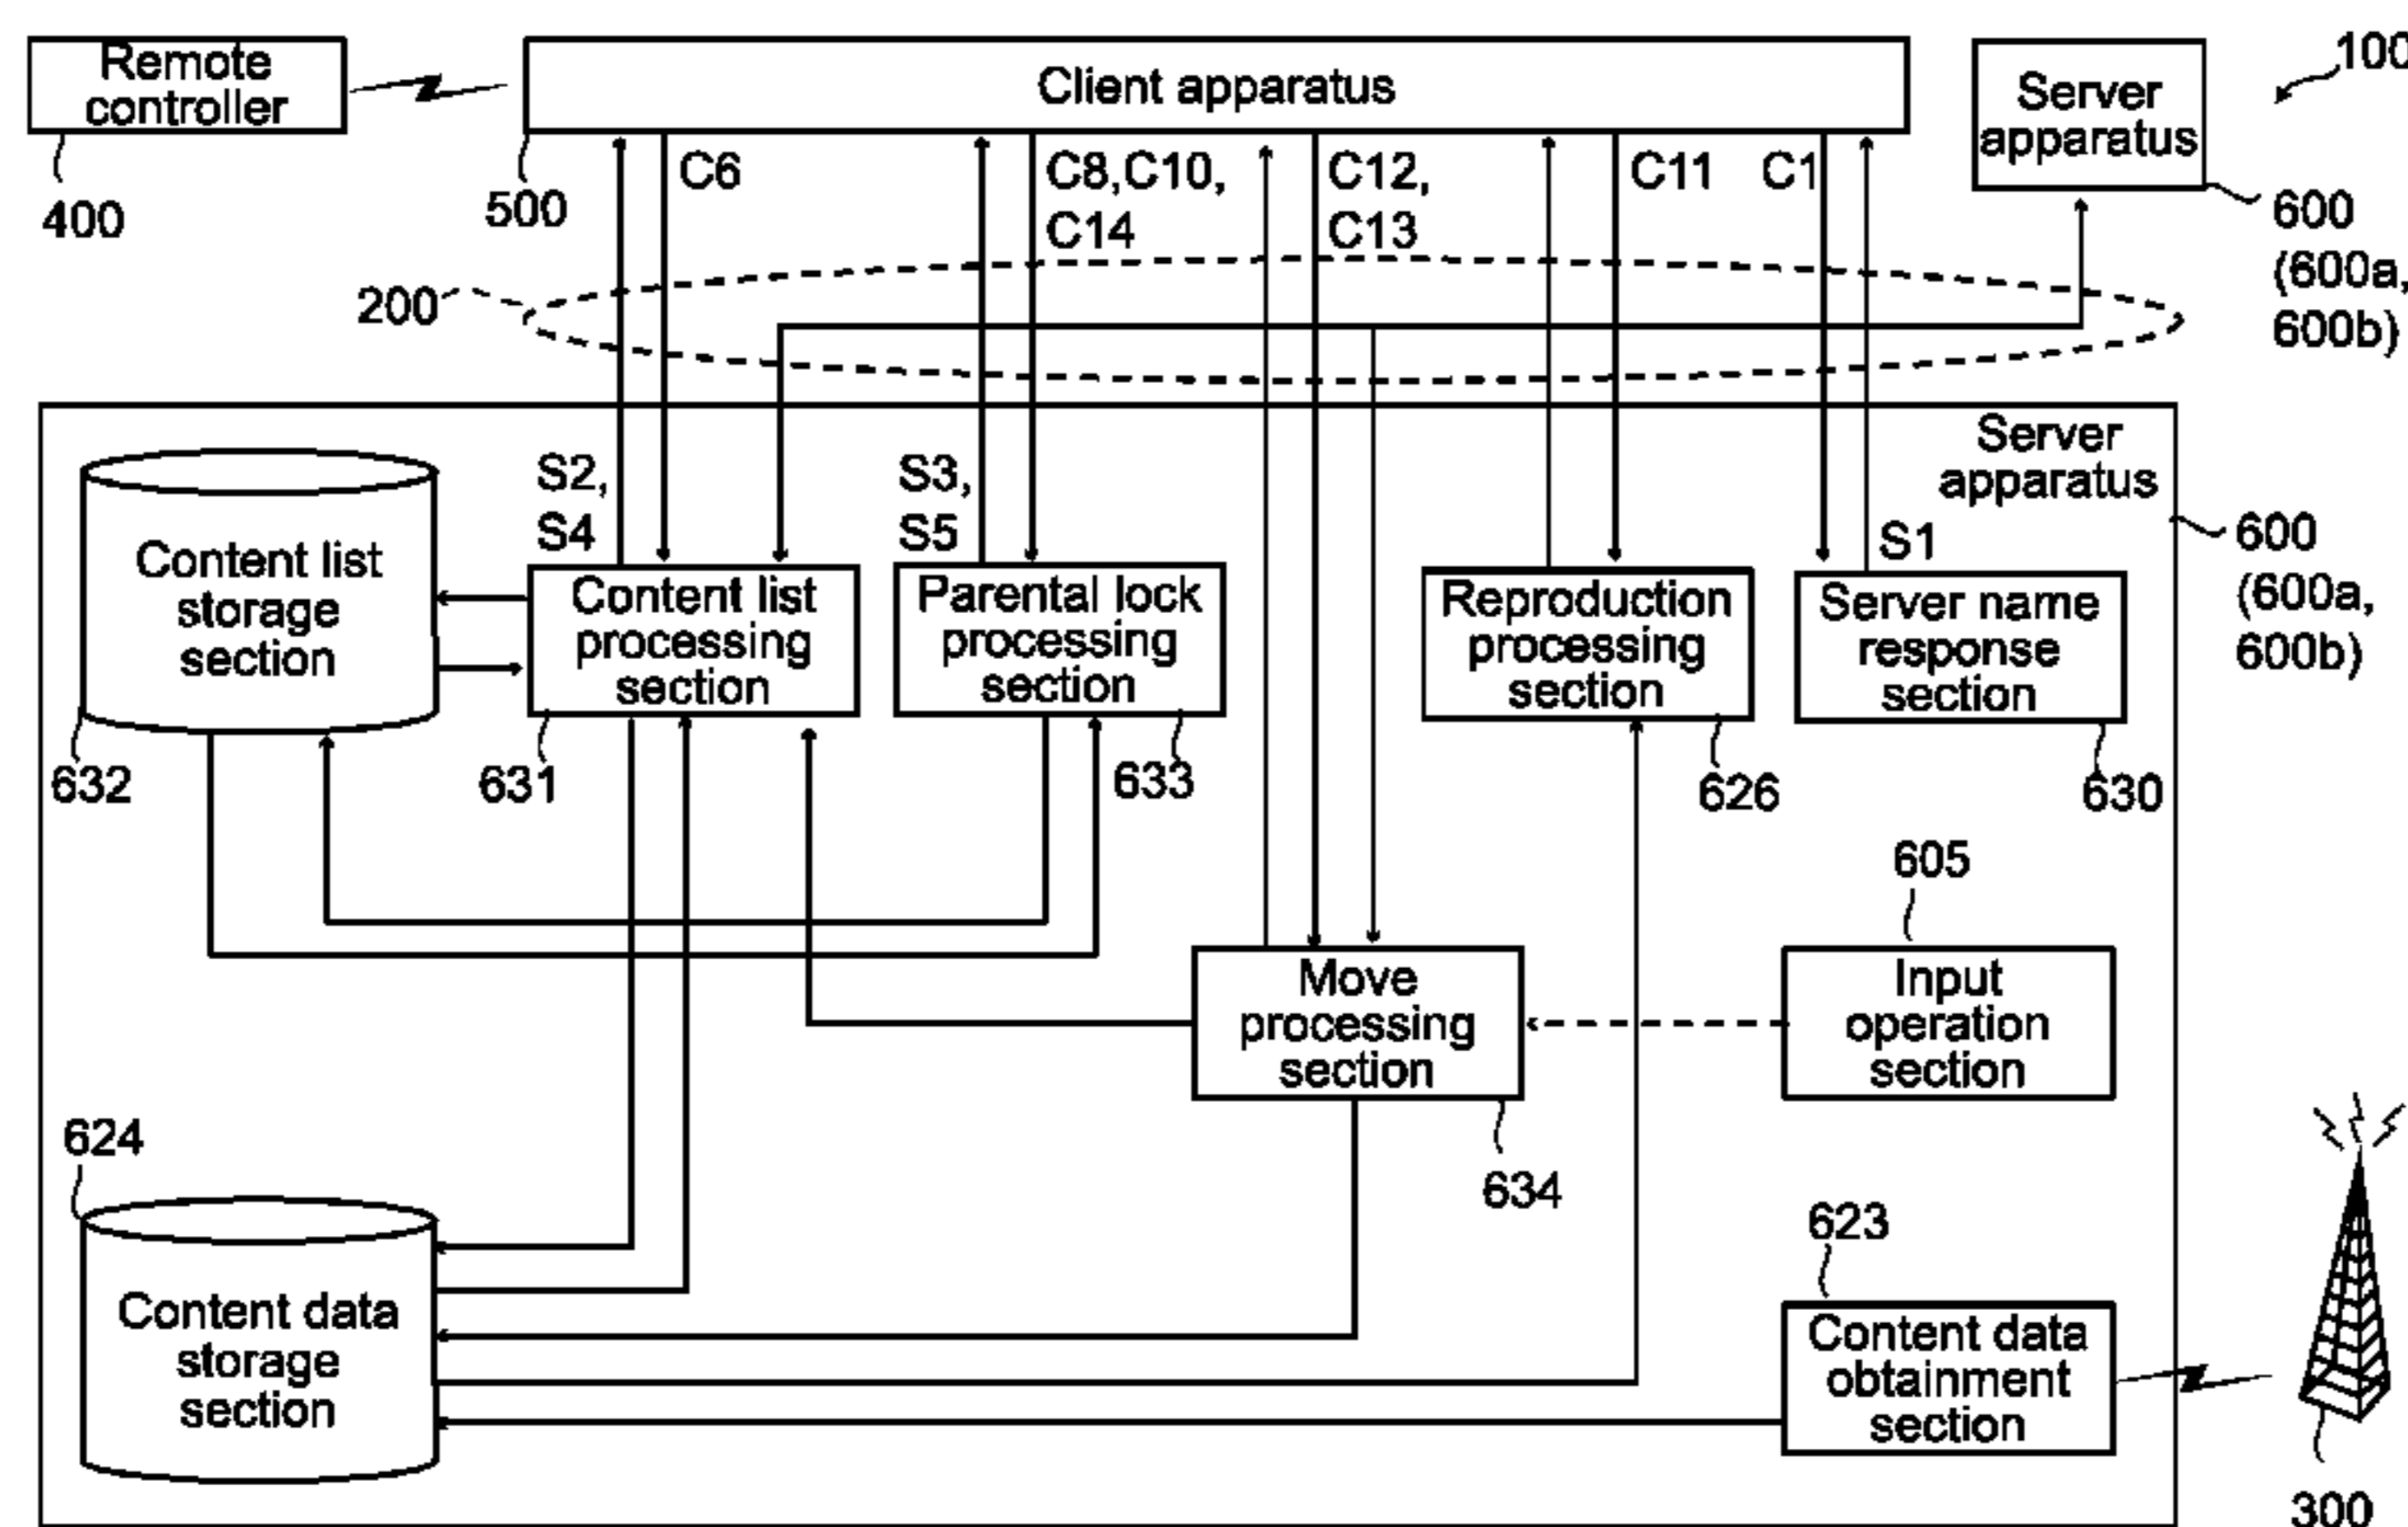 Remote
controller
400
Client apparatus
500
Server
apparatus
100
600
(600a,
600b)
C6
C8,C10,
C14
C12,
C13
C11
C1
200
Server
apparatus
600
(600a,
600b)
S2,
S4
S3,
S5
S1
Content list
storage
section
632
Content list
processing
section
631
Parental lock
processing
section
633
Reproduction
processing
section
626
Server name
response
section
630
605
Input
operation
section
Move
processing
section
634
624
Content data
storage
section
623
Content data
obtainment
section
300